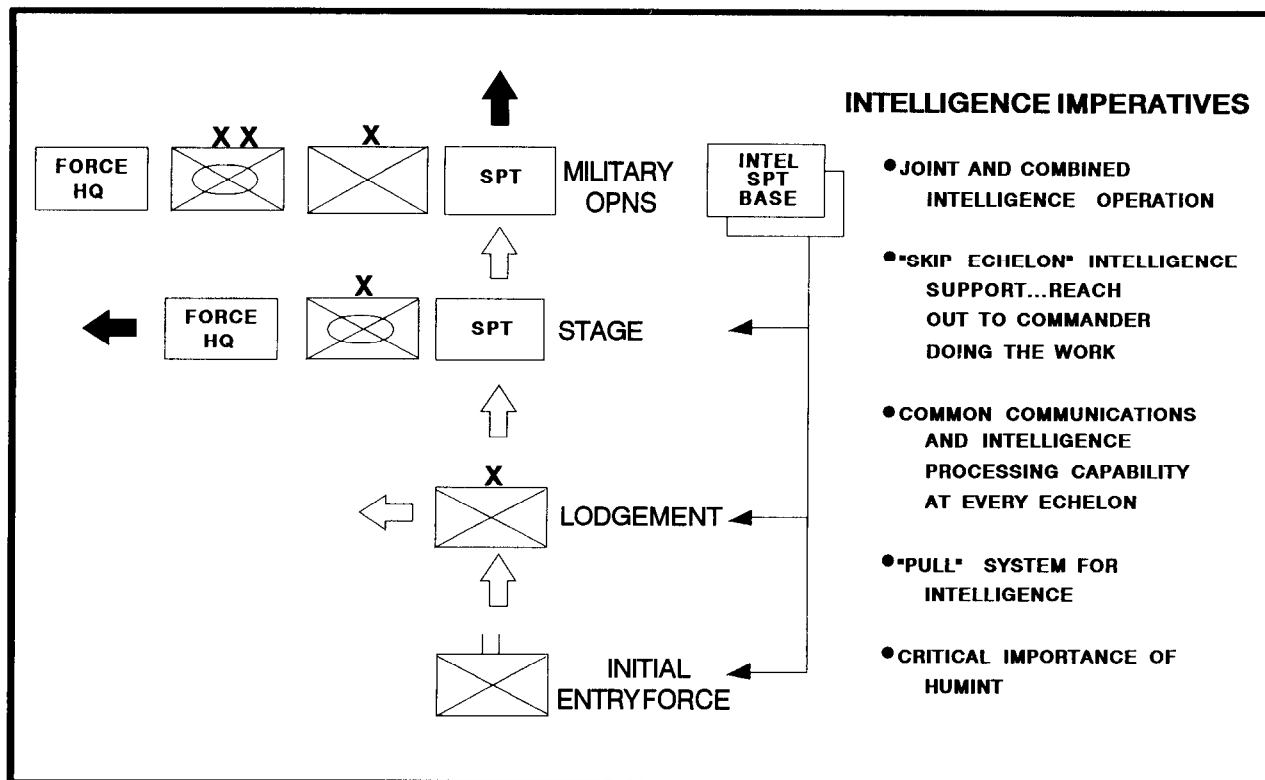 INTELLIGENCE IMPERATIVES
X X
X
FORCE
HQ
SPT
MILITARY
OPNS
INTEL
SPT
BASE
X
FORCE
HQ
SPT
STAGE
X
LODGEMENT
INITIAL
ENTRY FORCE
•JOINT AND COMBINED
INTELLIGENCE OPERATION
•"SKIP ECHELON" INTELLIGENCE
SUPPORT...REACH
OUT TO COMMANDER
DOING THE WORK
•COMMON COMMUNICATIONS
AND INTELLIGENCE
PROCESSING CAPABILITY
AT EVERY ECHELON
•"PULL" SYSTEM FOR
INTELLIGENCE
•CRITICAL IMPORTANCE OF
HUMINT